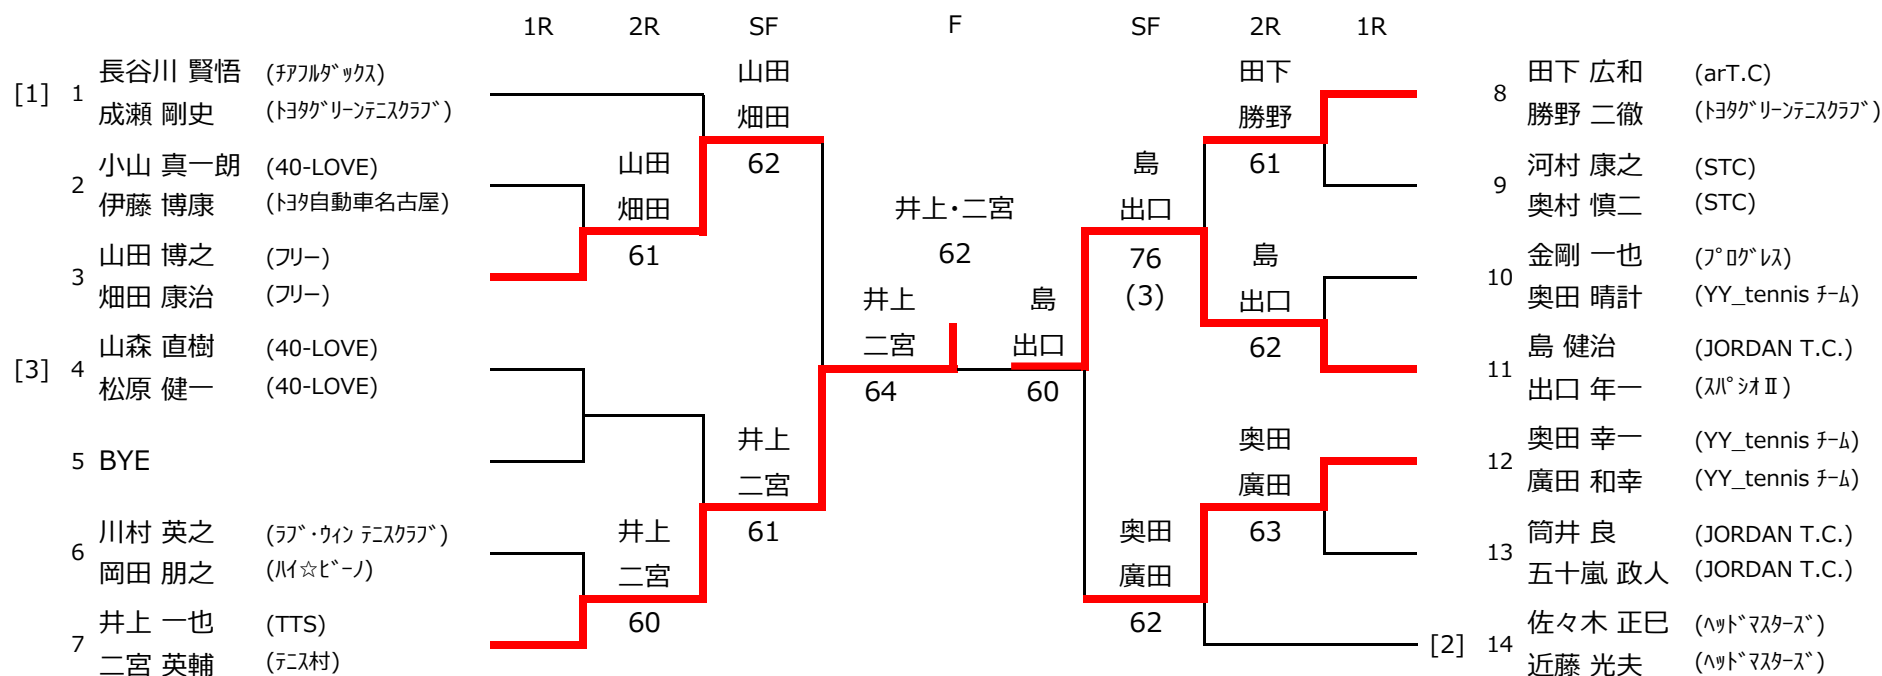 1R 2R SF F SF 2R 1R
[1] 1 長谷川 賢悟 (ﾁｱﾌﾙﾀﾞｯｸｽ)
成瀬 剛史 (ﾄﾖﾀｸﾞﾘｰﾝﾃﾆｽｸﾗﾌﾞ)
2 小山 真一朗 (40-LOVE)
伊藤 博康 (ﾄﾖﾀ自動車名古屋)
3 山田 博之 (ﾌﾘｰ)
畑田 康治 (ﾌﾘｰ)
[3] 4 山森 直樹 (40-LOVE)
松原 健一 (40-LOVE)
5 BYE
6 川村 英之 (ﾗﾌﾞ･ｳｨﾝ ﾃﾆｽｸﾗﾌﾞ)
岡田 朋之 (ﾊｲ☆ﾋﾞｰﾉ)
7 井上 一也 (TTS)
二宮 英輔 (ﾃﾆｽ村)
山田
畑田
61
井上
二宮
60
山田
畑田
62
井上
二宮
61
井上
二宮
64
井上･二宮
62
島
出口
60
島
出口
76
(3)
奥田
廣田
62
田下
勝野
61
島
出口
62
奥田
廣田
63
8 田下 広和 (arT.C)
勝野 二徹 (ﾄﾖﾀｸﾞﾘｰﾝﾃﾆｽｸﾗﾌﾞ)
9 河村 康之 (STC)
奥村 慎二 (STC)
10 金剛 一也 (ﾌﾟﾛｸﾞﾚｽ)
奥田 晴計 (YY_tennis ﾁｰﾑ)
11 島 健治 (JORDAN T.C.)
出口 年一 (ｽﾊﾟｼｵⅡ)
12 奥田 幸一 (YY_tennis ﾁｰﾑ)
廣田 和幸 (YY_tennis ﾁｰﾑ)
13 筒井 良 (JORDAN T.C.)
五十嵐 政人 (JORDAN T.C.)
[2] 14 佐々木 正巳 (ﾍｯﾄﾞﾏｽﾀｰｽﾞ)
近藤 光夫 (ﾍｯﾄﾞﾏｽﾀｰｽﾞ)